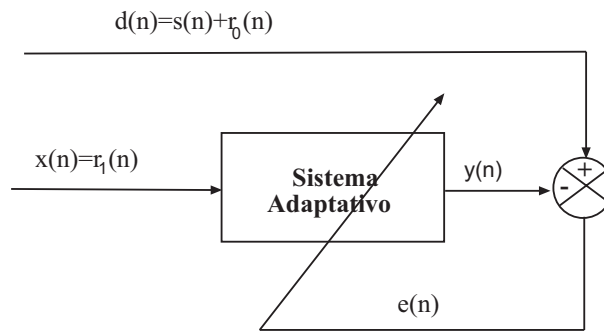 d(n)=s(n)+r₀(n)
x(n)=r₁(n)
Sistema
Adaptativo
y(n)
+
-
e(n)